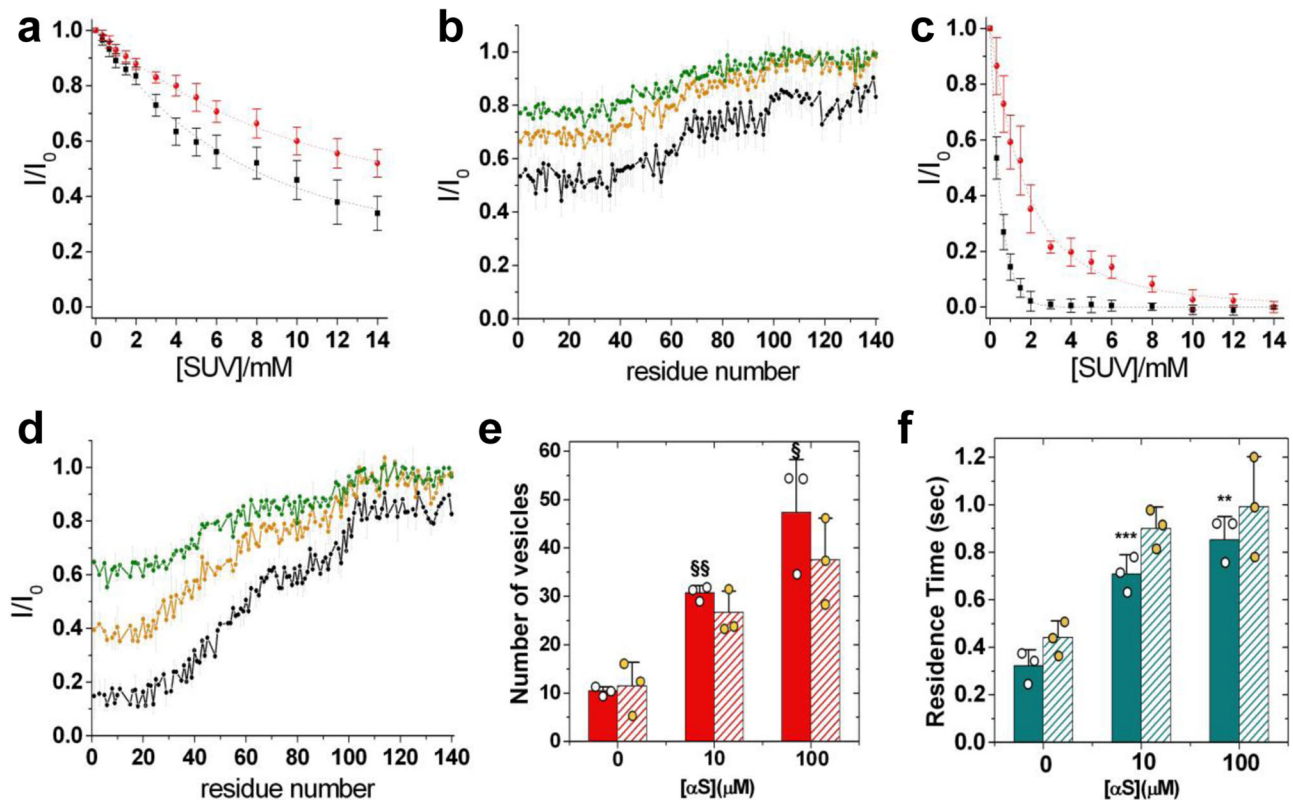 a
1.0
0.8
0.6
0.4
0.2
0.0
I/I0
0 2 4 6 8 10 12 14
[SUV]/mM
b
1.0
0.8
0.6
0.4
0.2
0.0
I/I0
0 20 40 60 80 100 120 140
residue number
c
1.0
0.8
0.6
0.4
0.2
0.0
I/I0
0 2 4 6 8 10 12 14
[SUV]/mM
d
1.0
0.8
0.6
0.4
0.2
0.0
I/I0
0 20 40 60 80 100 120 140
residue number
e
60
50
40
30
20
10
0
Number of vesicles
§§
§
0 10 100
[αS](μM)
f
1.2
1.0
0.8
0.6
0.4
0.2
0.0
Residence Time (sec)
***
**
0 10 100
[αS](μM)